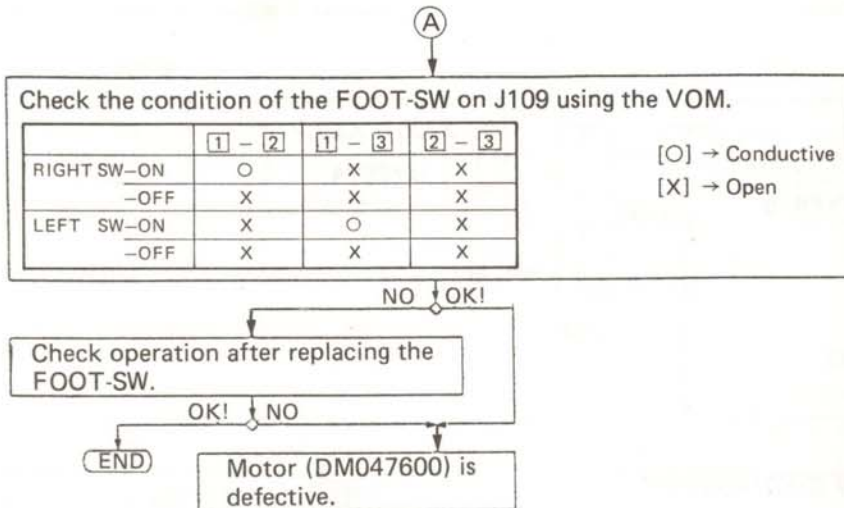 A
Check the condition of the FOOT-SW on J109 using the VOM.
1 – 2 1 – 3 2 – 3
RIGHT SW–ON O X X
–OFF X X X
LEFT SW–ON X O X
–OFF X X X
[O] → Conductive
[X] → Open
NO OK!
Check operation after replacing the
FOOT-SW.
OK! NO
END
Motor (DM047600) is
defective.